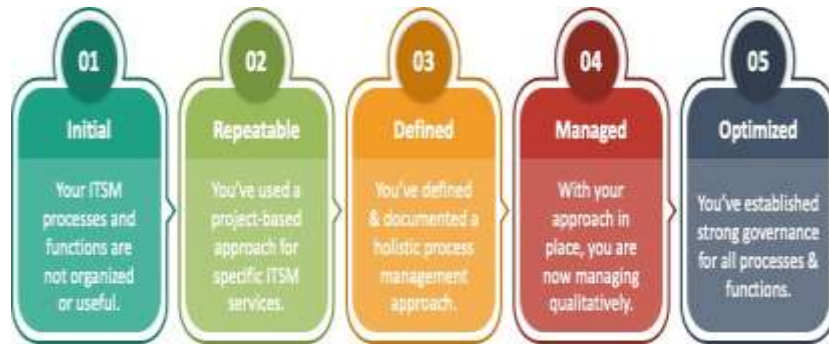 01
Initial
Your ITSM
processes and
functions are
not organized
or useful.
02
Repeatable
You've used a
project-based
approach for
specific ITSM
services.
03
Defined
You've defined
& documented a
holistic process
management
approach.
04
Managed
With your
approach in
place, you are
now managing
qualitatively.
05
Optimized
You've established
strong governance
for all processes &
functions.